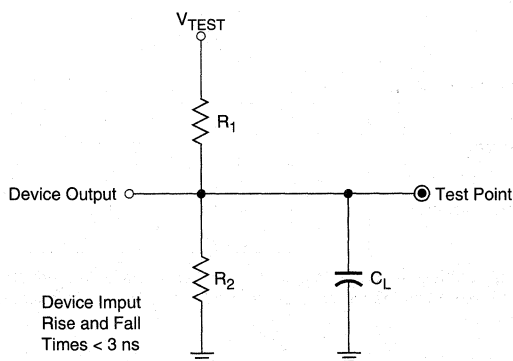 V_TEST
R_1
Device Output
Test Point
R_2
C_L
Device Imput
Rise and Fall
Times < 3 ns